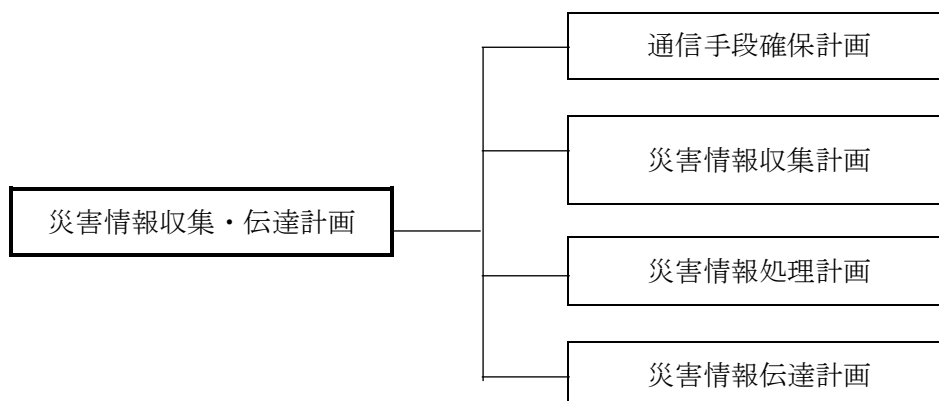 災害情報収集・伝達計画
通信手段確保計画
災害情報収集計画
災害情報処理計画
災害情報伝達計画